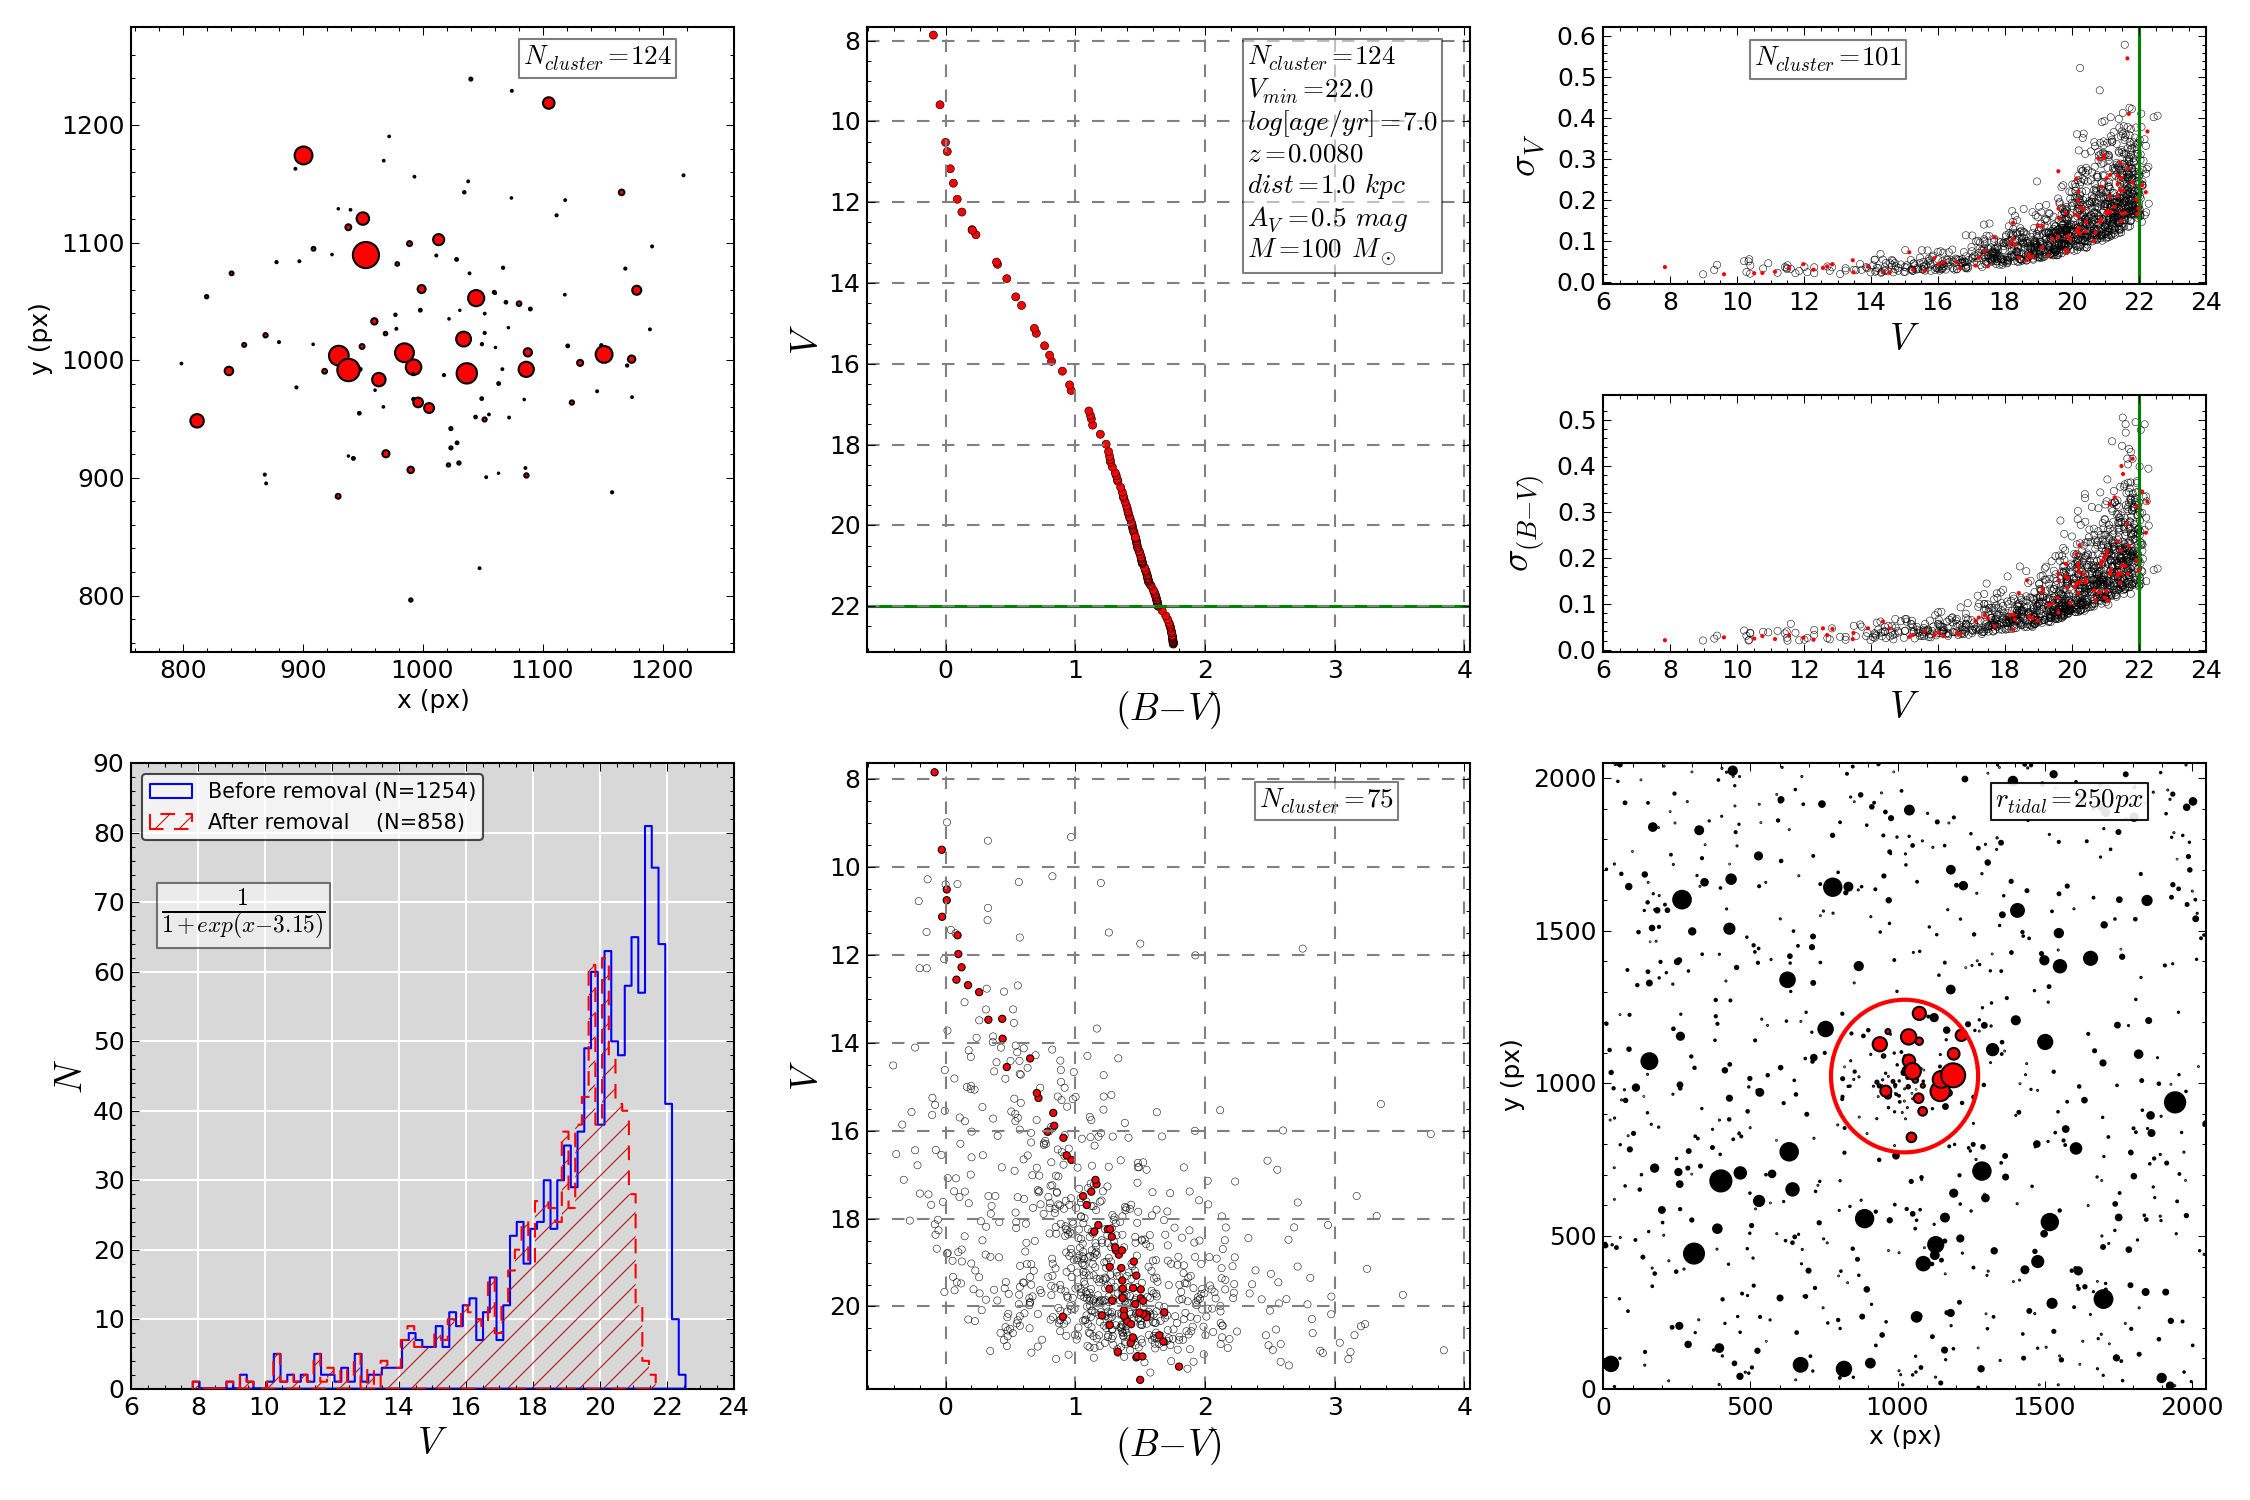 N_cluster=124
1200
1100
1000
900
800
y (px)
800 900 1000 1100 1200
x (px)
N_cluster=124
V_min=22.0
log[age/yr]=7.0
z=0.0080
dist=1.0 kpc
A_V=0.5 mag
M=100 M_⊙
8
10
12
14
16
18
20
22
V
0 1 2 3 4
(B−V)
N_cluster=101
0.6
0.5
0.4
0.3
0.2
0.1
0.0
σ_V
6 8 10 12 14 16 18 20 22 24
V
0.5
0.4
0.3
0.2
0.1
0.0
σ_(B−V)
6 8 10 12 14 16 18 20 22 24
V
Before removal (N=1254)
After removal (N=858)
1
1+exp(x−3.15)
90
80
70
60
50
40
30
20
10
0
N
6 8 10 12 14 16 18 20 22 24
V
N_cluster=75
8
10
12
14
16
18
20
V
0 1 2 3 4
(B−V)
r_tidal=250px
2000
1500
1000
500
0
y (px)
0 500 1000 1500 2000
x (px)